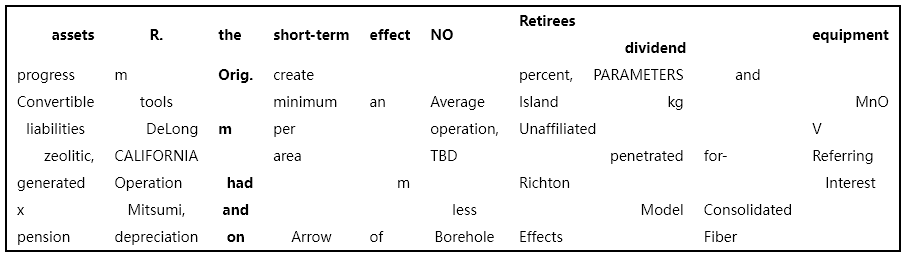 assets R. the short-term effect NO Retirees dividend equipment
progress m Orig. create percent, PARAMETERS and
Convertible tools minimum an Average Island kg MnO
liabilities DeLong m per operation, Unaffiliated V
zeolitic, CALIFORNIA area TBD penetrated for- Referring
generated Operation had m Richton Interest
x Mitsumi, and less Model Consolidated
pension depreciation on Arrow of Borehole Effects Fiber